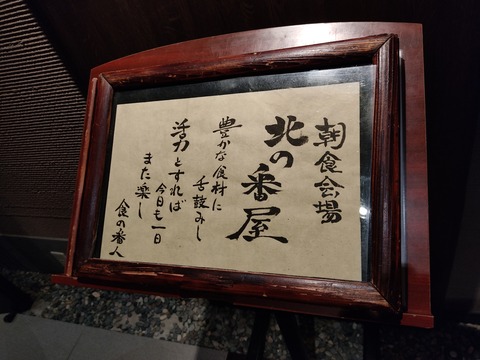 朝食会場
北の番屋
豊かな食材に
舌鼓みし
活力とすれば
今日も一日
また楽し
食の番人